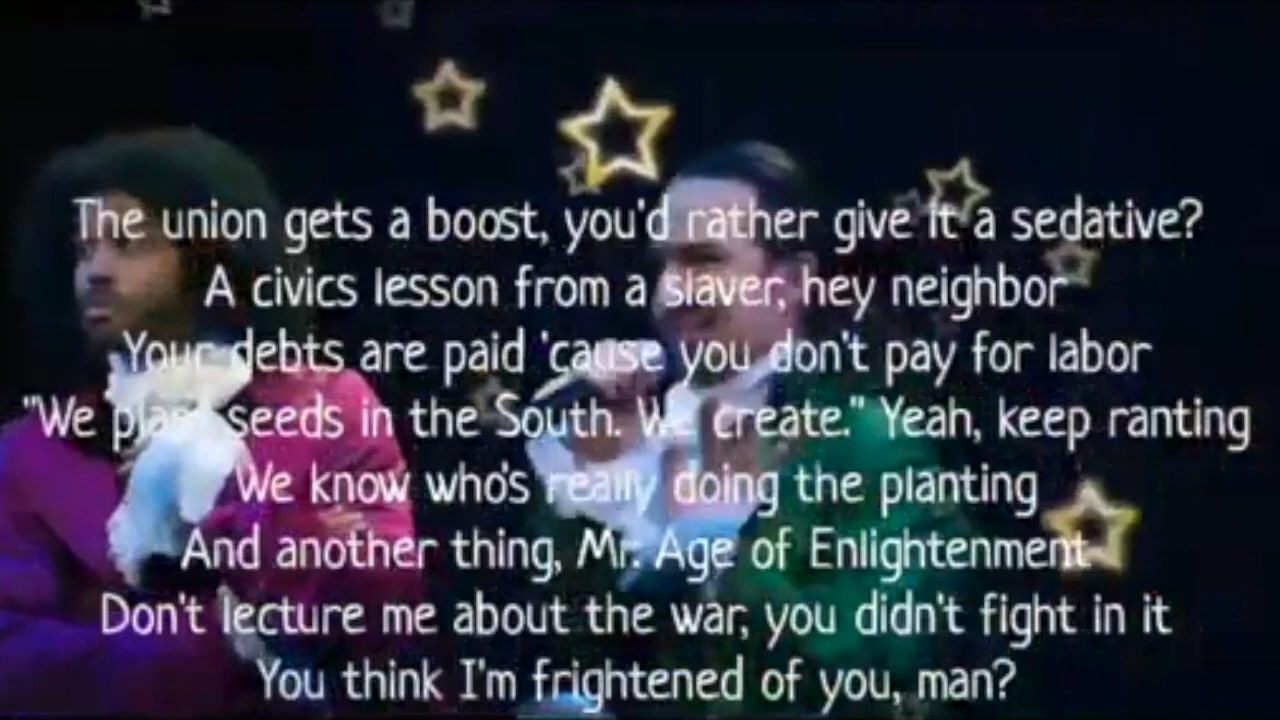 The union gets a boost, you'd rather give it a sedative?
A civics lesson from a slaver, hey neighbor
Your debts are paid 'cause you don't pay for labor
"We plant seeds in the South. We create." Yeah, keep ranting
We know who's really doing the planting
And another thing, Mr. Age of Enlightenment
Don't lecture me about the war, you didn't fight in it
You think I'm frightened of you, man?